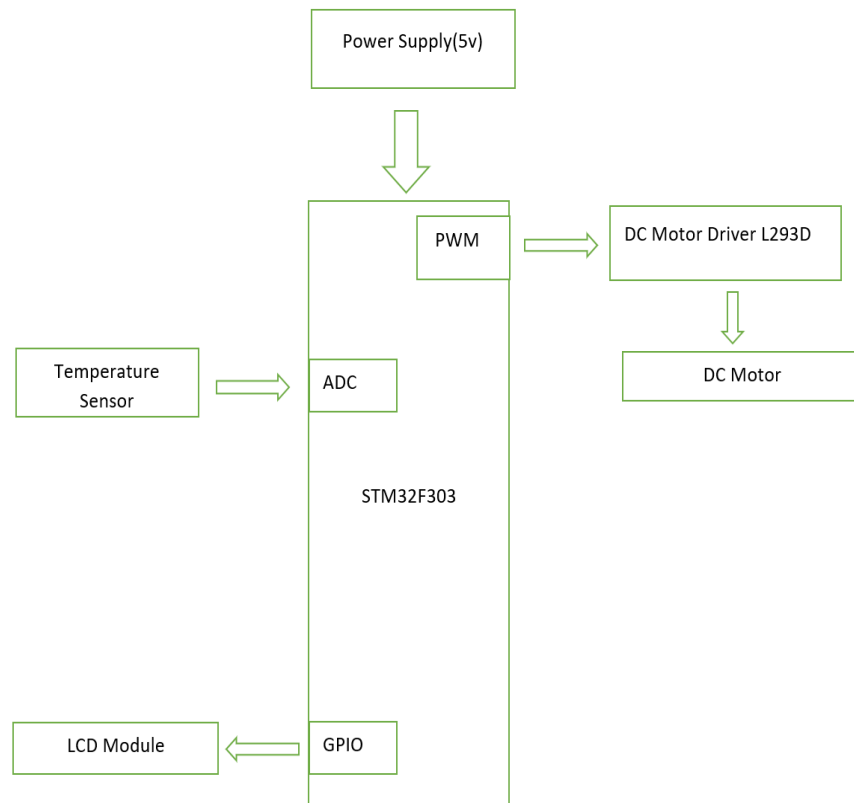 Power Supply(5v)
PWM
DC Motor Driver L293D
Temperature
Sensor
ADC
DC Motor
STM32F303
LCD Module
GPIO